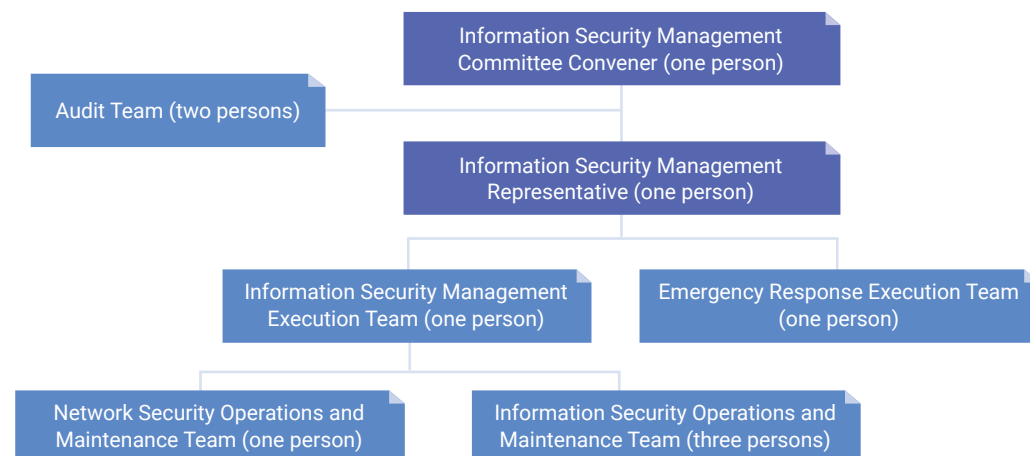 Information Security Management
Committee Convener (one person)
Audit Team (two persons)
Information Security Management
Representative (one person)
Information Security Management
Execution Team (one person)
Emergency Response Execution Team
(one person)
Network Security Operations and
Maintenance Team (one person)
Information Security Operations and
Maintenance Team (three persons)